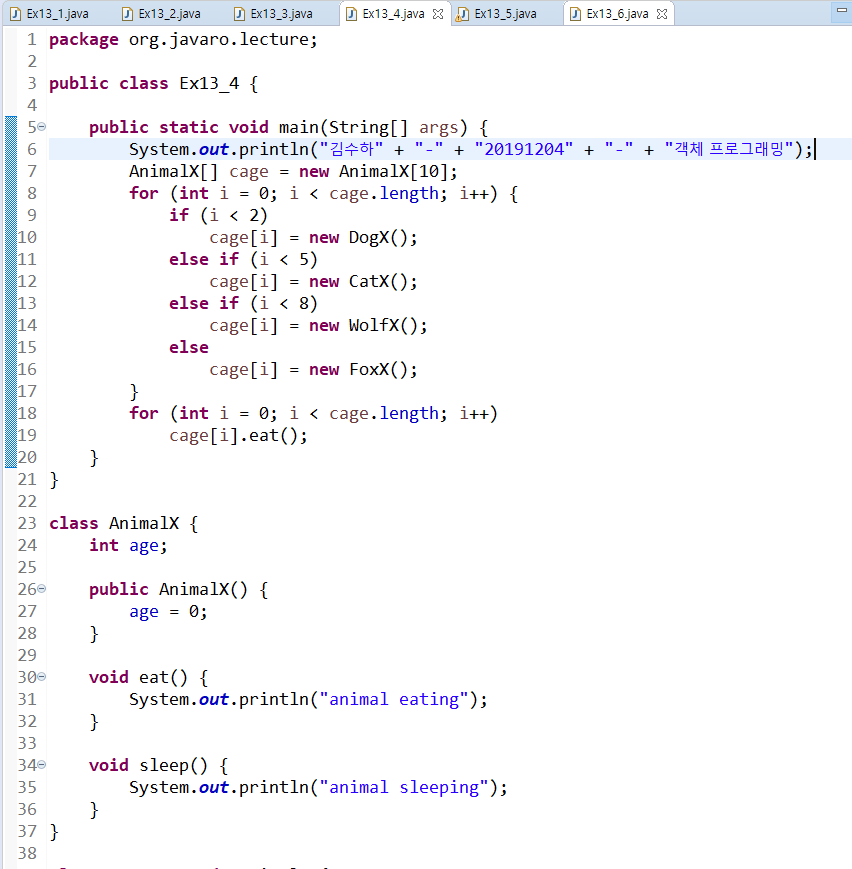 Ex13_1.java Ex13_2.java Ex13_3.java Ex13_4.java Ex13_5.java Ex13_6.java
1 package org.javaro.lecture;
2
3 public class Ex13_4 {
4
5     public static void main(String[] args) {
6         System.out.println("김수하" + "-" + "20191204" + "-" + "객체 프로그래밍");
7         AnimalX[] cage = new AnimalX[10];
8         for (int i = 0; i < cage.length; i++) {
9             if (i < 2)
10                 cage[i] = new DogX();
11             else if (i < 5)
12                 cage[i] = new CatX();
13             else if (i < 8)
14                 cage[i] = new WolfX();
15             else
16                 cage[i] = new FoxX();
17         }
18         for (int i = 0; i < cage.length; i++)
19             cage[i].eat();
20     }
21 }
22
23 class AnimalX {
24     int age;
25
26     public AnimalX() {
27         age = 0;
28     }
29
30     void eat() {
31         System.out.println("animal eating");
32     }
33
34     void sleep() {
35         System.out.println("animal sleeping");
36     }
37 }
38